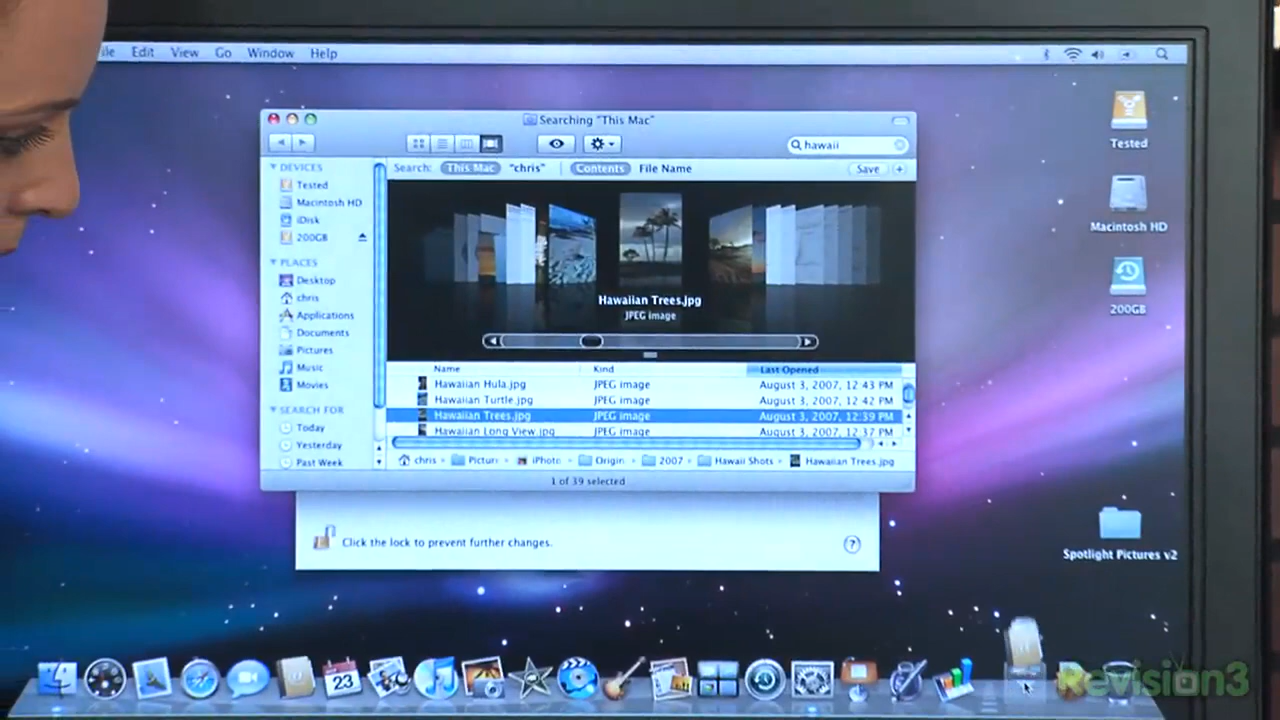 ile Edit View Go Window Help
Searching "This Mac"
hawaii
Search: This Mac "chris" Contents File Name Save +
DEVICES
Tested
Macintosh HD
iDisk
200GB
PLACES
Desktop
chris
Applications
Documents
Pictures
Music
Movies
SEARCH FOR
Today
Yesterday
Past Week
Hawaiian Trees.jpg
JPEG image
Name Kind Last Opened
Hawaiian Hula.jpg JPEG image August 3, 2007, 12:43 PM
Hawaiian Turtle.jpg JPEG image August 3, 2007, 12:42 PM
Hawaiian Trees.jpg JPEG image August 3, 2007, 12:39 PM
Hawaiian Long View.jpg JPEG image August 3, 2007, 12:37 PM
chris Pictur iPhoto Origin 2007 Hawaii Shots Hawaiian Trees.jpg
1 of 39 selected
Click the lock to prevent further changes. ?
Tested
Macintosh HD
200GB
Spotlight Pictures v2
23
Revision3